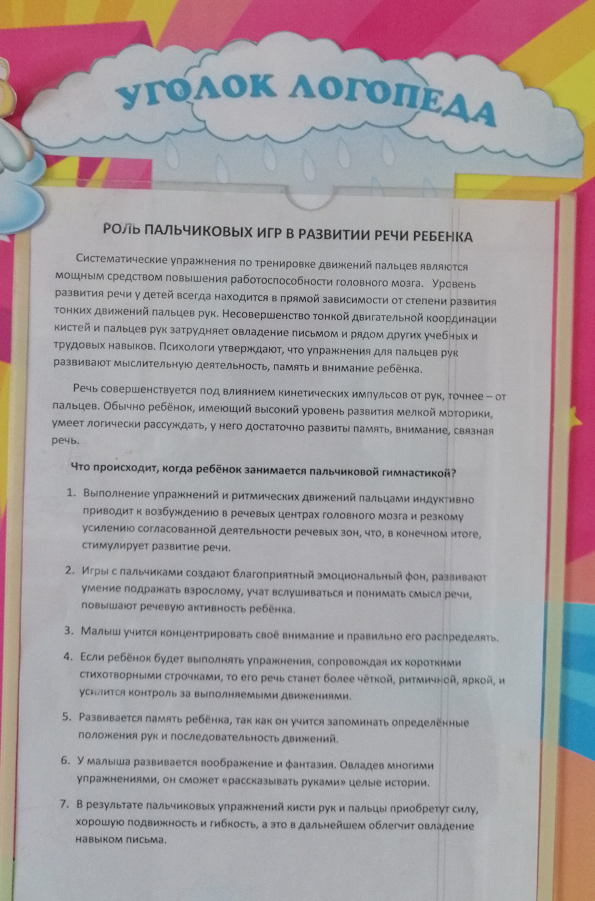 УГОЛОК ЛОГОПЕДА
РОЛЬ ПАЛЬЧИКОВЫХ ИГР В РАЗВИТИИ РЕЧИ РЕБЕНКА
Систематические упражнения по тренировке движений пальцев являются
мощным средством повышения работоспособности головного мозга. Уровень
развития речи у детей всегда находится в прямой зависимости от степени развития
тонких движений пальцев рук. Несовершенство тонкой двигательной координации
кистей и пальцев рук затрудняет овладение письмом и рядом других учебных и
трудовых навыков. Психологи утверждают, что упражнения для пальцев рук
развивают мыслительную деятельность, память и внимание ребёнка.
Речь совершенствуется под влиянием кинетических импульсов от рук, точнее – от
пальцев. Обычно ребёнок, имеющий высокий уровень развития мелкой моторики,
умеет логически рассуждать, у него достаточно развиты память, внимание, связная
речь.
Что происходит, когда ребёнок занимается пальчиковой гимнастикой?
1. Выполнение упражнений и ритмических движений пальцами индуктивно
приводит к возбуждению в речевых центрах головного мозга и резкому
усилению согласованной деятельности речевых зон, что, в конечном итоге,
стимулирует развитие речи.
2. Игры с пальчиками создают благоприятный эмоциональный фон, развивают
умение подражать взрослому, учат вслушиваться и понимать смысл речи,
повышают речевую активность ребёнка.
3. Малыш учится концентрировать своё внимание и правильно его распределять.
4. Если ребёнок будет выполнять упражнения, сопровождая их короткими
стихотворными строчками, то его речь станет более чёткой, ритмичной, яркой, и
усилится контроль за выполняемыми движениями.
5. Развивается память ребёнка, так как он учится запоминать определённые
положения рук и последовательность движений.
6. У малыша развивается воображение и фантазия. Овладев многими
упражнениями, он сможет «рассказывать руками» целые истории.
7. В результате пальчиковых упражнений кисти рук и пальцы приобретут силу,
хорошую подвижность и гибкость, а это в дальнейшем облегчит овладение
навыком письма.